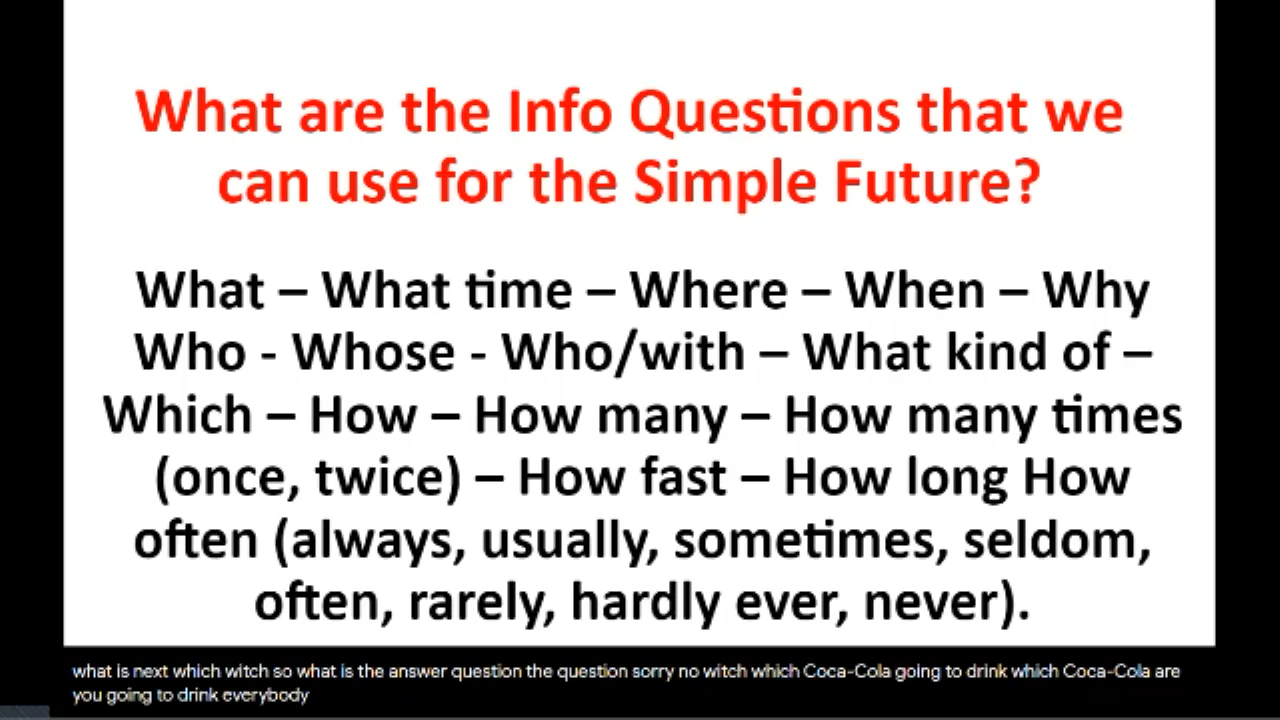 What are the Info Questions that we
can use for the Simple Future?
What – What time – Where – When – Why
Who - Whose - Who/with – What kind of –
Which – How – How many – How many times
(once, twice) – How fast – How long How
often (always, usually, sometimes, seldom,
often, rarely, hardly ever, never).
what is next which witch so what is the answer question the question sorry no witch which Coca-Cola going to drink which Coca-Cola are
you going to drink everybody